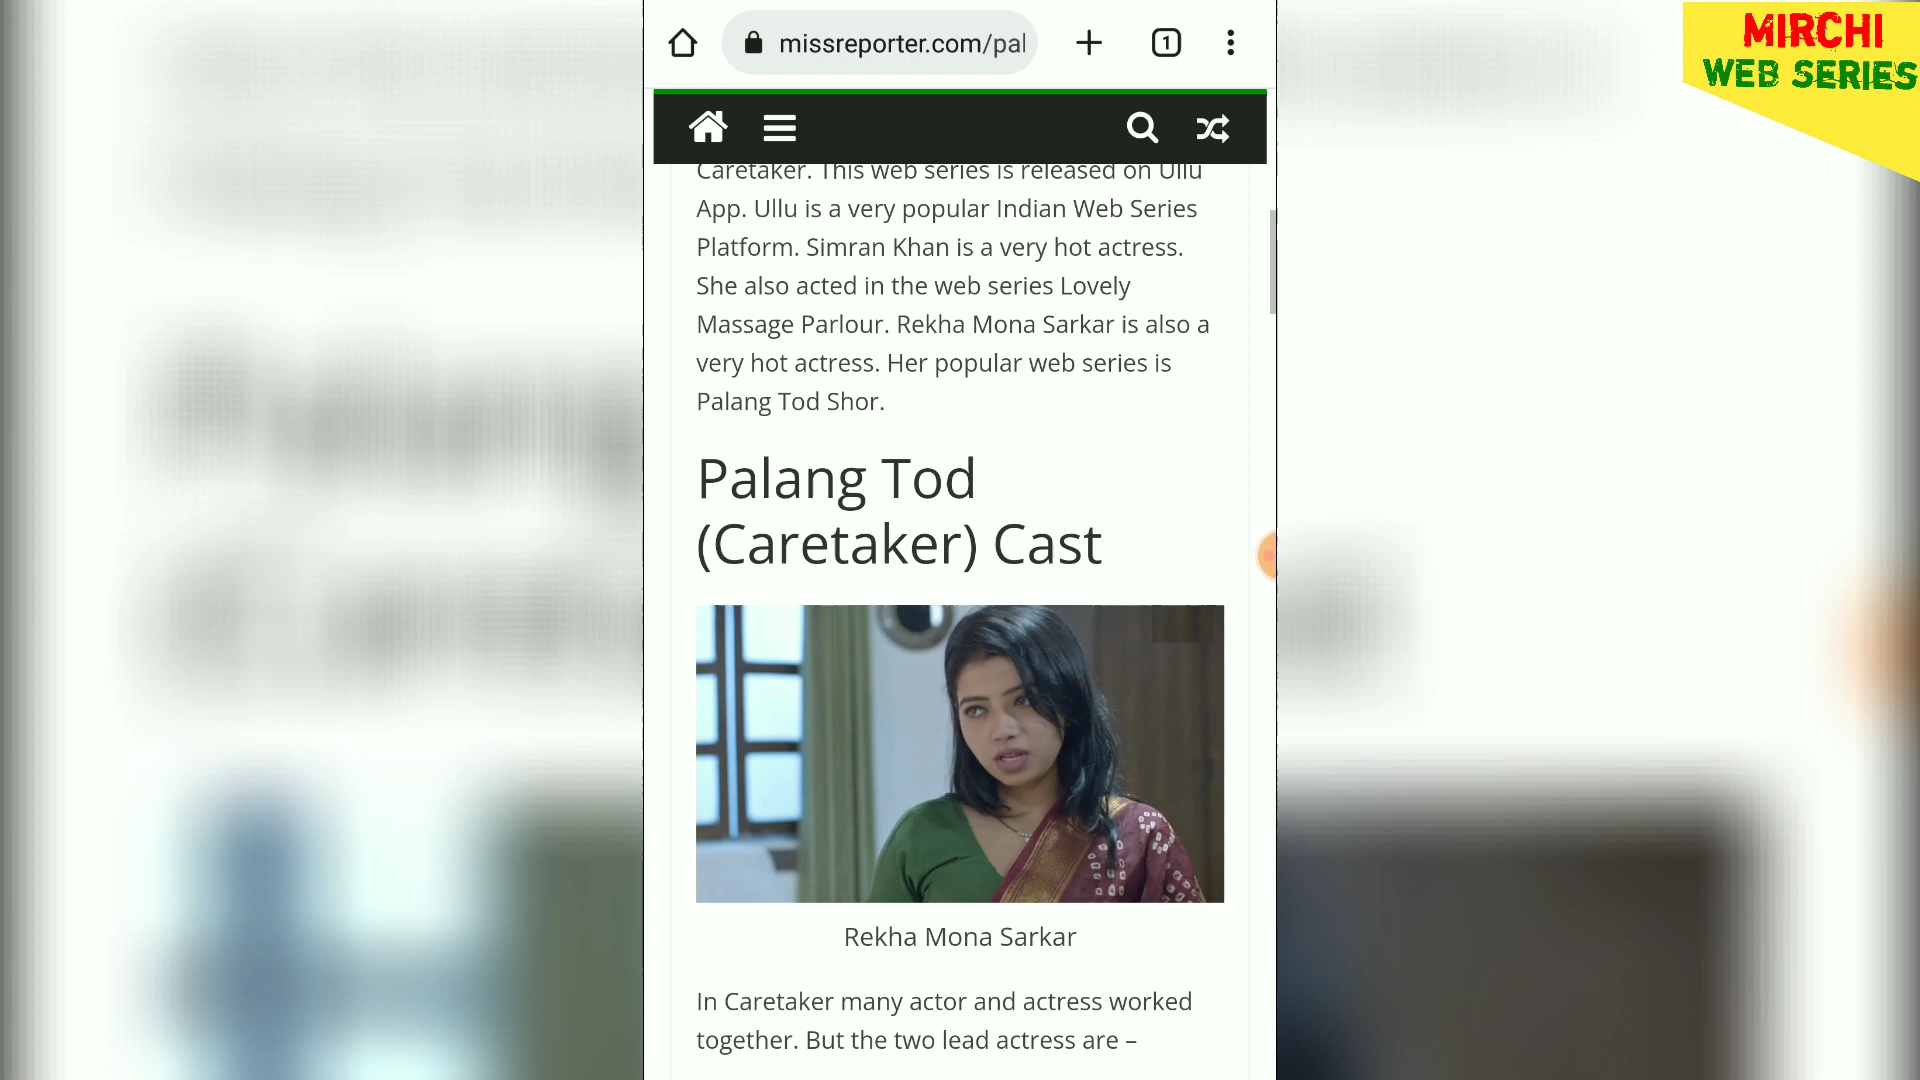 missreporter.com/pal
1
MIRCHI
WEB SERIES
Caretaker. This web series is released on Ullu
App. Ullu is a very popular Indian Web Series
Platform. Simran Khan is a very hot actress.
She also acted in the web series Lovely
Massage Parlour. Rekha Mona Sarkar is also a
very hot actress. Her popular web series is
Palang Tod Shor.
Palang Tod
(Caretaker) Cast
Rekha Mona Sarkar
In Caretaker many actor and actress worked
together. But the two lead actress are –